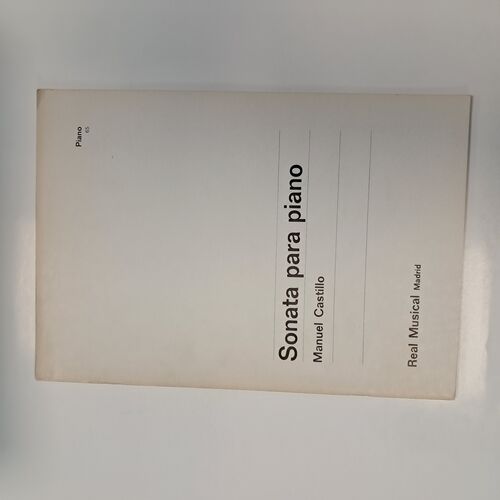 Piano
65
Sonata para piano
Manuel Castillo
Real Musical Madrid